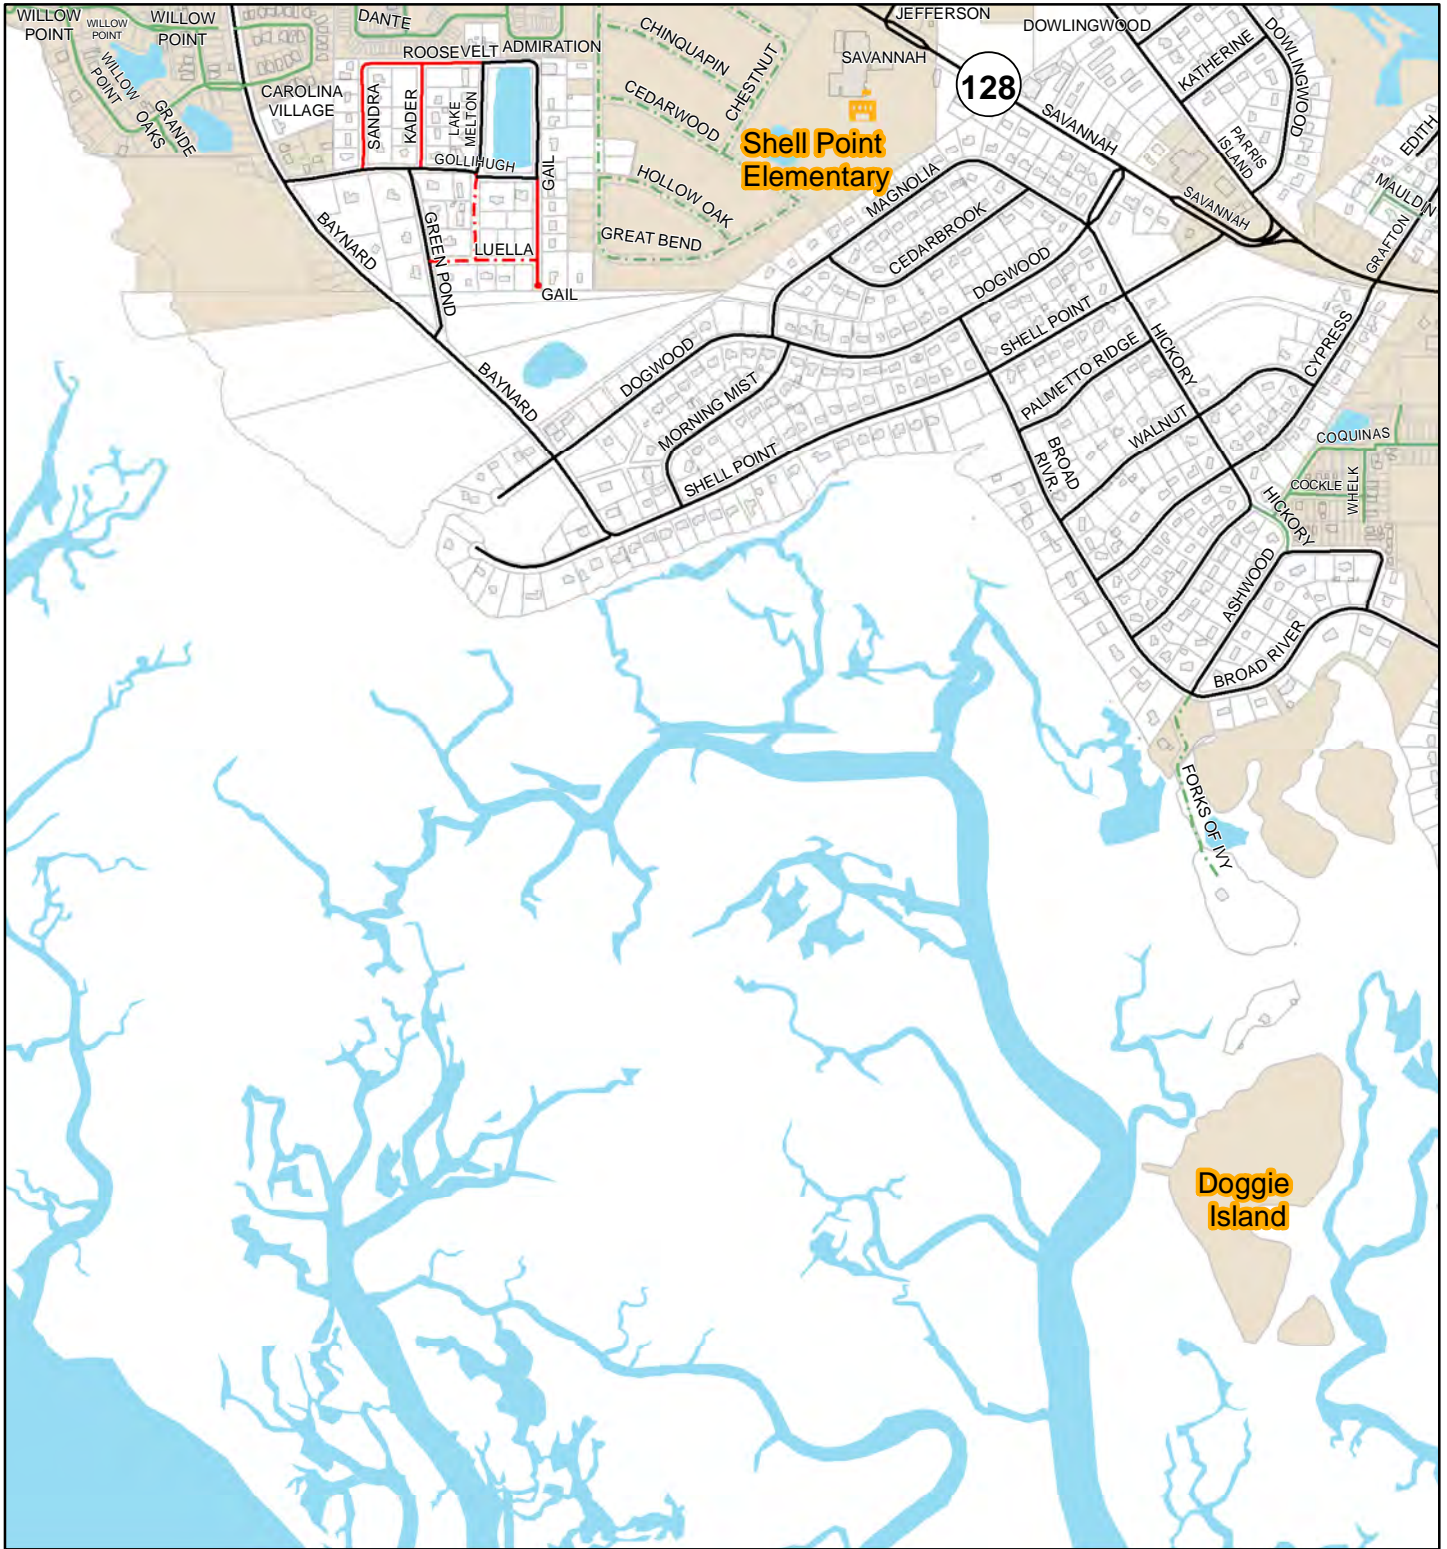 WILLOW
POINT
WILLOW
POINT
WILLOW
POINT
DANTE
JEFFERSON
DOWLINGWOOD
DOWLINGWOOD
KATHERINE
CHINQUAPIN
CHESTNUT
SAVANNAH
ROOSEVELT
ADMIRATION
WILLOW
POINT
GRANDE
OAKS
CAROLINA
VILLAGE
SANDRA
KADER
LAKE
MELTON
GOLLIHUGH
GAIL
CEDARWOOD
128
SAVANNAH
PARRIS
ISLAND
EDITH
MAULDIN
Shell Point
Elementary
HOLLOW OAK
MAGNOLIA
SAVANNAH
GRAFTON
BAYNARD
GREEN POND
LUELLA
GREAT BEND
CEDARBROOK
DOGWOOD
GAIL
SHELL POINT
HICKORY
CYPRESS
PALMETTO RIDGE
DOGWOOD
BAYNARD
MORNING MIST
WALNUT
COQUINAS
SHELL POINT
BROAD
RIVR.
COCKLE
WHELK
HICKORY
ASHWOOD
BROAD RIVER
FORKS OF IVY
Doggie
Island